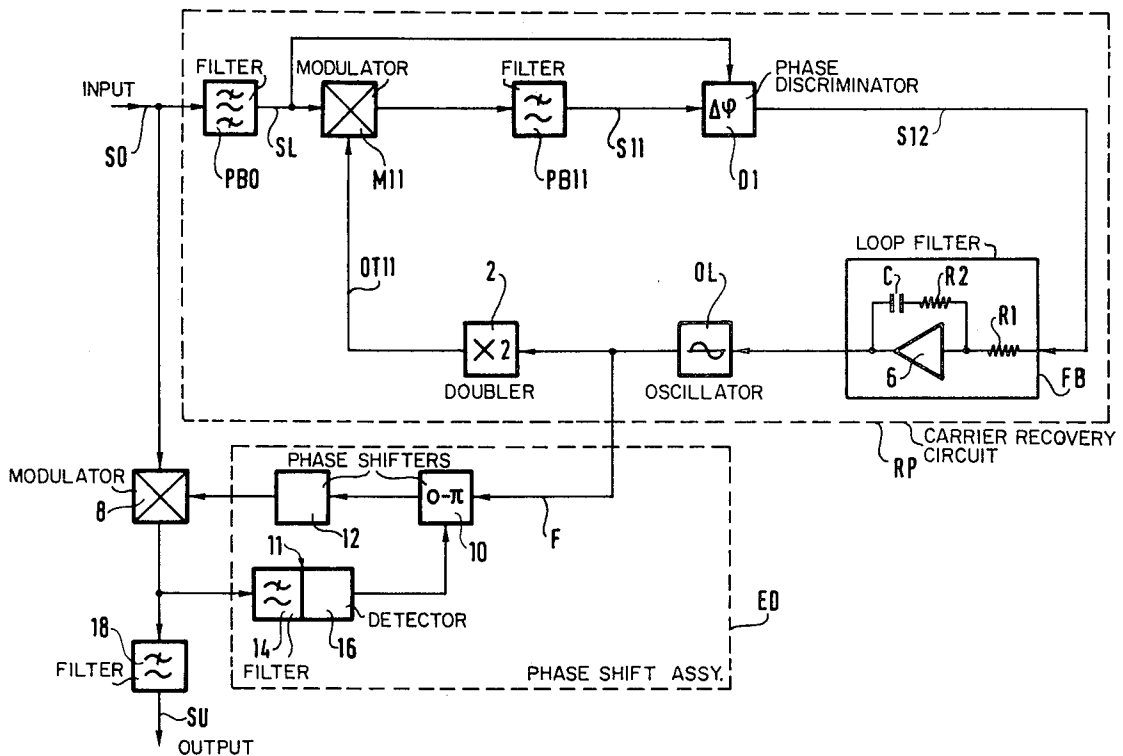 INPUT
S0
FILTER
PB0
SL
MODULATOR
M11
FILTER
PB11
S11
PHASE
DISCRIMINATOR
Δφ
D1
S12
OT11
2
×2
DOUBLER
OL
OSCILLATOR
LOOP FILTER
C
R2
R1
6
FB
RP
CARRIER RECOVERY
CIRCUIT
MODULATOR
8
PHASE SHIFTERS
12
0-π
10
F
11
14
16
DETECTOR
FILTER
ED
PHASE SHIFT ASSY.
18
FILTER
SU
OUTPUT